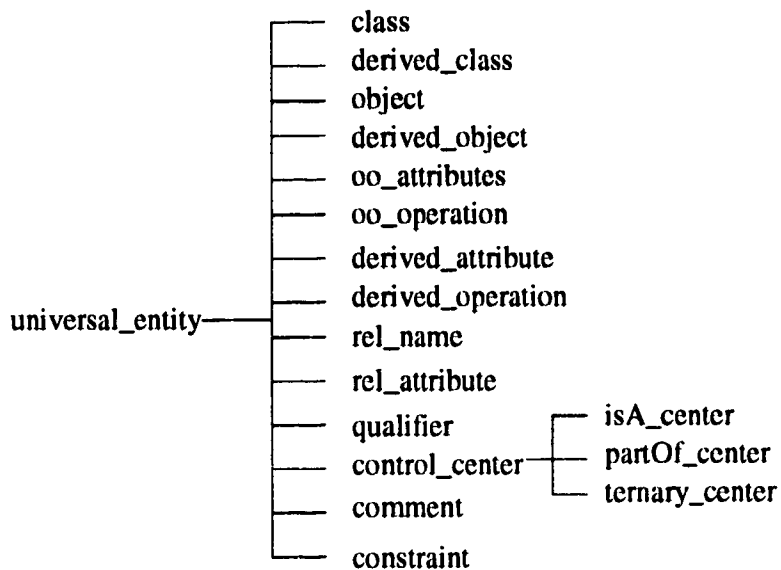 class
derived_class
object
derived_object
oo_attributes
oo_operation
derived_attribute
derived_operation
universal_entity
rel_name
rel_attribute
qualifier
isA_center
control_center
partOf_center
ternary_center
comment
constraint